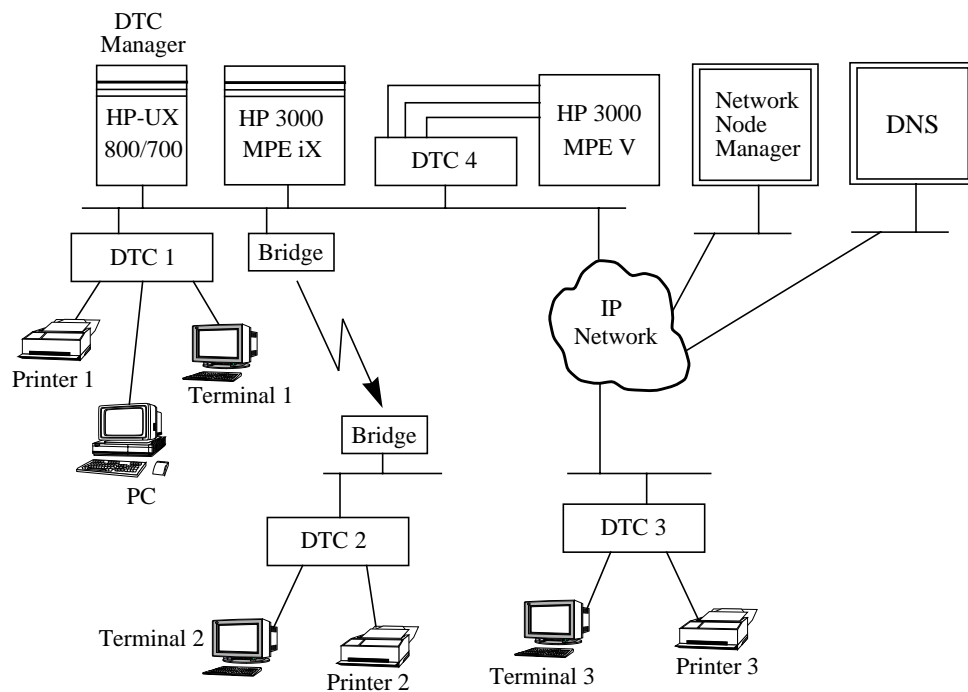 DTC
Manager
HP-UX
800/700
HP 3000
MPE iX
DTC 4
HP 3000
MPE V
Network
Node
Manager
DNS
DTC 1
Bridge
IP
Network
Printer 1
Terminal 1
PC
Bridge
DTC 2
DTC 3
Terminal 2
Printer 2
Terminal 3
Printer 3